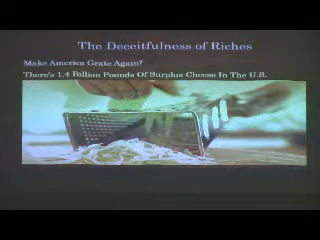 The Deceitfulness of Riches
Make America Grate Again?
There's 1.4 Billion Pounds Of Surplus Cheese In The U.S.